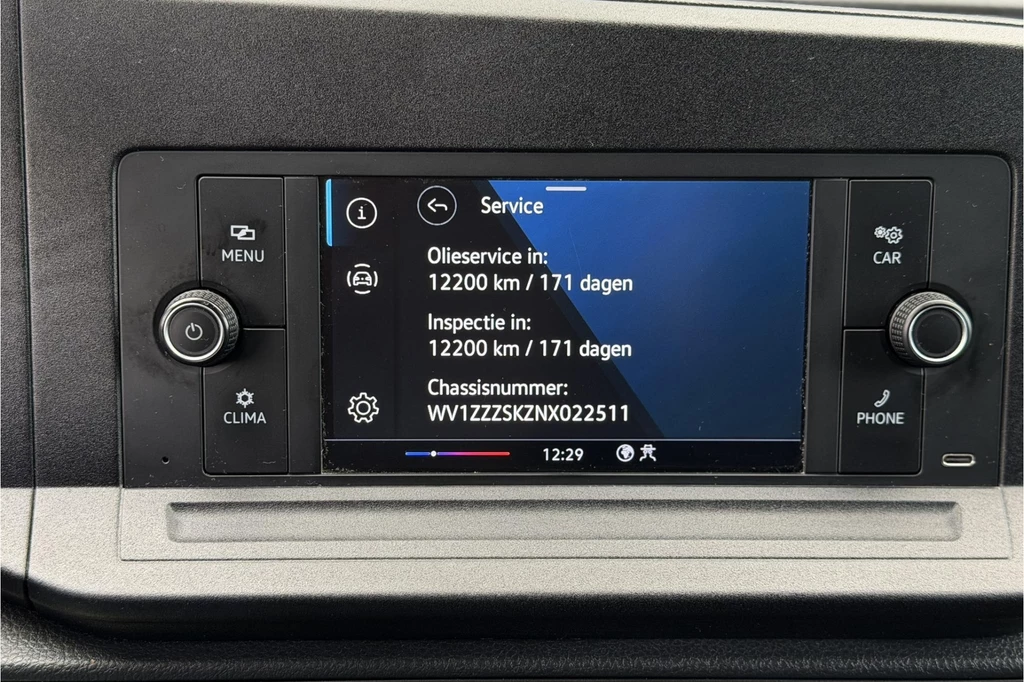 MENU
CLIMA
Service
Olieservice in:
12200 km / 171 dagen
Inspectie in:
12200 km / 171 dagen
Chassisnummer:
WV1ZZZSKZNX022511
12:29
CAR
PHONE